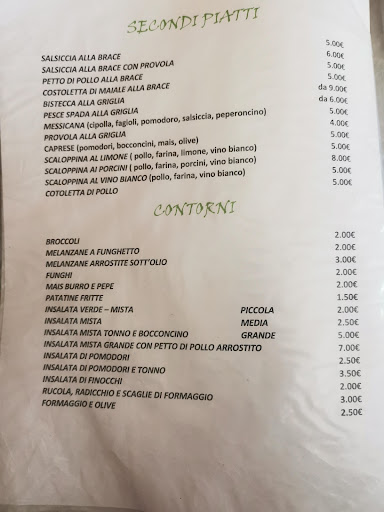 SECONDI PIATTI
SALSICCIA ALLA BRACE 5.00€
SALSICCIA ALLA BRACE CON PROVOLA 6.00€
PETTO DI POLLO ALLA BRACE 5.00€
COSTOLETTA DI MAIALE ALLA BRACE 5.00€
BISTECCA ALLA GRIGLIA da 9.00€
PESCE SPADA ALLA GRIGLIA da 6.00€
MESSICANA (cipolla, fagioli, pomodoro, salsiccia, peperoncino) 5.00€
PROVOLA ALLA GRIGLIA 4.00€
CAPRESE (pomodori, bocconcini, mais, olive) 5.00€
SCALOPPINA AL LIMONE ( pollo, farina, limone, vino bianco) 5.00€
SCALOPPINA AI PORCINI ( pollo, farina, porcini, vino bianco) 8.00€
SCALOPPINA AL VINO BIANCO (pollo, farina, vino bianco) 5.00€
COTOLETTA DI POLLO 5.00€
CONTORNI
BROCCOLI 2.00€
MELANZANE A FUNGHETTO 2.00€
MELANZANE ARROSTITE SOTT'OLIO 3.00€
FUNGHI 2.00€
MAIS BURRO E PEPE 2.00€
PATATINE FRITTE 1.50€
INSALATA VERDE – MISTA PICCOLA 2.00€
INSALATA MISTA MEDIA 2.50€
INSALATA MISTA TONNO E BOCCONCINO GRANDE 5.00€
INSALATA MISTA GRANDE CON PETTO DI POLLO ARROSTITO 7.00€
INSALATA DI POMODORI 2.50€
INSALATA DI POMODORI E TONNO 3.50€
INSALATA DI FINOCCHI 2.00€
RUCOLA, RADICCHIO E SCAGLIE DI FORMAGGIO 3.00€
FORMAGGIO E OLIVE 2.50€